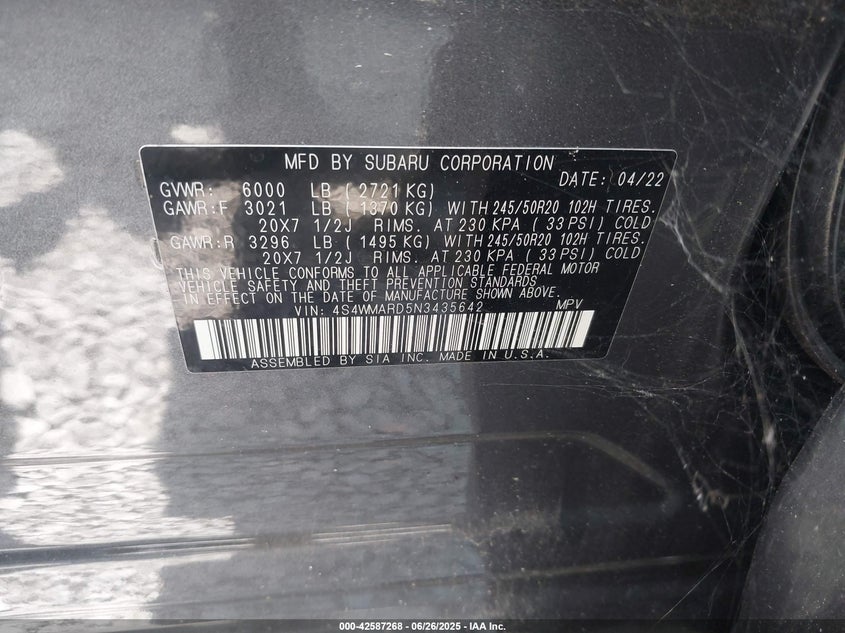 MFD BY SUBARU CORPORATION
DATE: 04/22
GVWR: 6000 LB (2721 KG)
GAWR:F 3021 LB (1370 KG) WITH 245/50R20 102H TIRES.
20X7 1/2J RIMS. AT 230 KPA (33 PSI) COLD
GAWR:R 3296 LB (1495 KG) WITH 245/50R20 102H TIRES.
20X7 1/2J RIMS. AT 230 KPA (33 PSI) COLD
THIS VEHICLE CONFORMS TO ALL APPLICABLE FEDERAL MOTOR
VEHICLE SAFETY AND THEFT PREVENTION STANDARDS
IN EFFECT ON THE DATE OF MANUFACTURE SHOWN ABOVE.
VIN: 4S4WMARD5N3435642 MPV
ASSEMBLED BY SIA INC. MADE IN U.S.A.
000-42587268 - 06/26/2025 - IAA Inc.